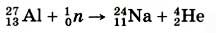 ²⁷₁₃Al + ¹₀n → ²⁴₁₁Na + ⁴₂He